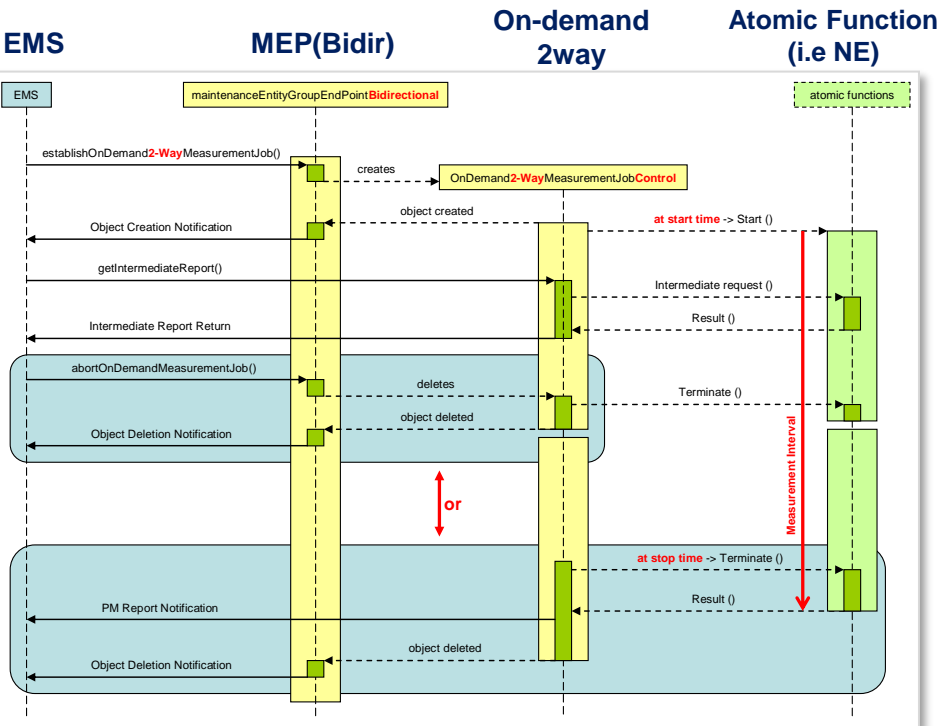 EMS
MEP(Bidir)
On-demand
2way
Atomic Function
(i.e NE)
EMS
maintenanceEntityGroupEndPointBidirectional
atomic functions
establishOnDemand2-WayMeasurementJob()
creates
OnDemand2-WayMeasurementJobControl
object created
at start time -> Start ()
Object Creation Notification
getIntermediateReport()
Intermediate request ()
Result ()
Intermediate Report Return
abortOnDemandMeasurementJob()
deletes
Terminate ()
object deleted
Object Deletion Notification
Measurement Interval
or
at stop time -> Terminate ()
Result ()
PM Report Notification
object deleted
Object Deletion Notification